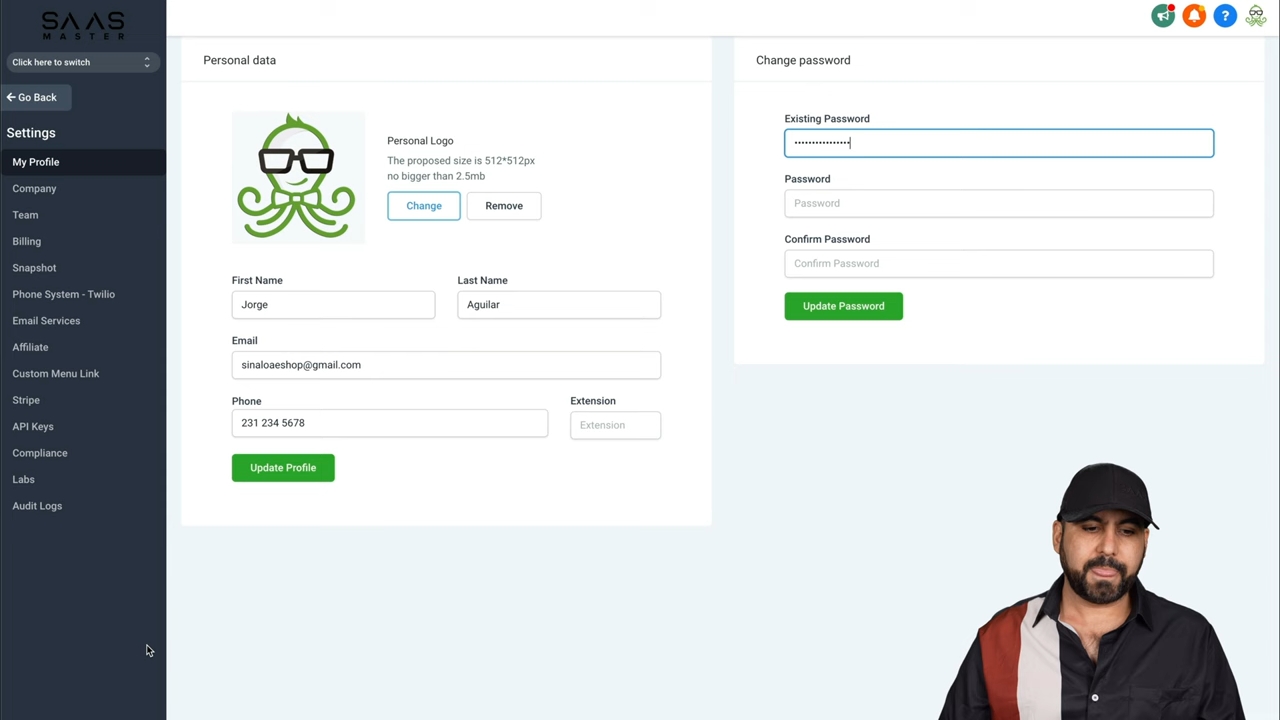 SAAS
MASTER
Click here to switch
Go Back
Settings
My Profile
Company
Team
Billing
Snapshot
Phone System - Twilio
Email Services
Affiliate
Custom Menu Link
Stripe
API Keys
Compliance
Labs
Audit Logs
?
Personal data
Personal Logo
The proposed size is 512*512px
no bigger than 2.5mb
Change
Remove
First Name
Last Name
Jorge
Aguilar
Email
sinaloaeshop@gmail.com
Phone
Extension
231 234 5678
Extension
Update Profile
Change password
Existing Password
Password
Password
Confirm Password
Confirm Password
Update Password